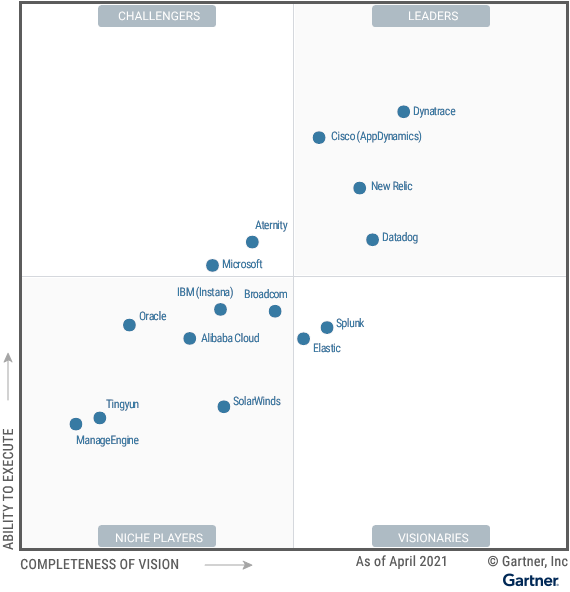 CHALLENGERS
LEADERS
Dynatrace
Cisco (AppDynamics)
New Relic
Datadog
Aternity
Microsoft
IBM (Instana)
Broadcom
Oracle
Alibaba Cloud
Splunk
Elastic
SolarWinds
Tingyun
ManageEngine
NICHE PLAYERS
VISIONARIES
ABILITY TO EXECUTE
COMPLETENESS OF VISION
As of April 2021
© Gartner, Inc
Gartner